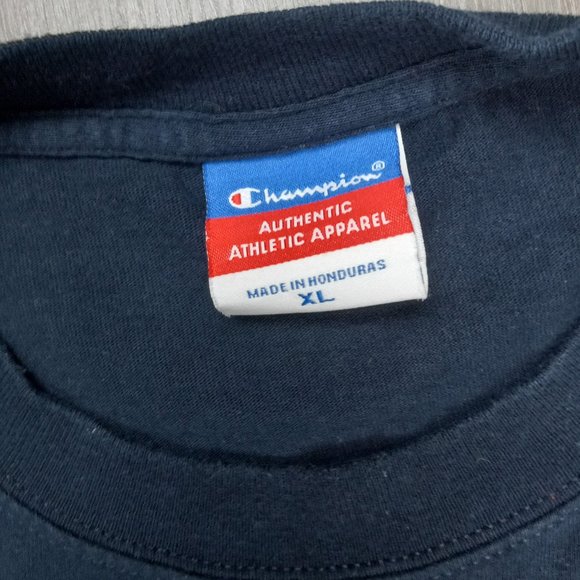 Champion®
AUTHENTIC
ATHLETIC APPAREL
MADE IN HONDURAS
XL